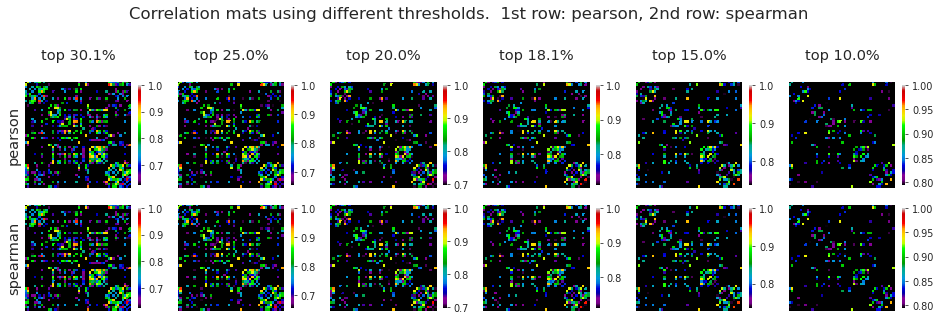 Correlation mats using different thresholds.  1st row: pearson, 2nd row: spearman
top 30.1% top 25.0% top 20.0% top 18.1% top 15.0% top 10.0%
pearson
1.0 0.9 0.8 0.7
1.0 0.9 0.8 0.7
1.0 0.9 0.8 0.7
1.0 0.9 0.8
1.0 0.9 0.8
1.00 0.95 0.90 0.85 0.80
spearman
1.0 0.9 0.8 0.7
1.0 0.9 0.8 0.7
1.0 0.9 0.8 0.7
1.0 0.9 0.8
1.0 0.9 0.8
1.00 0.95 0.90 0.85 0.80